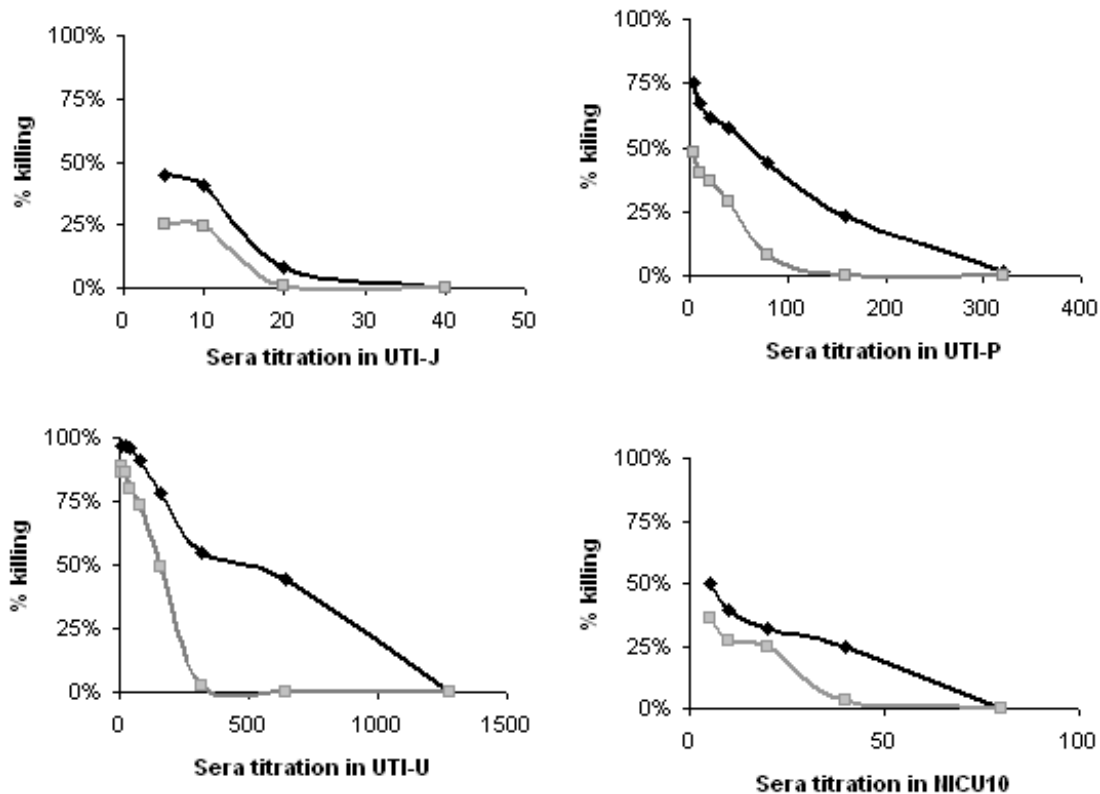 100%
75%
50%
25%
0%
% killing
0 10 20 30 40 50
Sera titration in UTI-J
100%
75%
50%
25%
0%
% kiling
0 100 200 300 400
Sera titration in UTI-P
100%
75%
50%
25%
0%
% killing
0 500 1000 1500
Sera titration in UTI-U
100%
75%
50%
25%
0%
% killing
0 50 100
Sera titration in NICU10